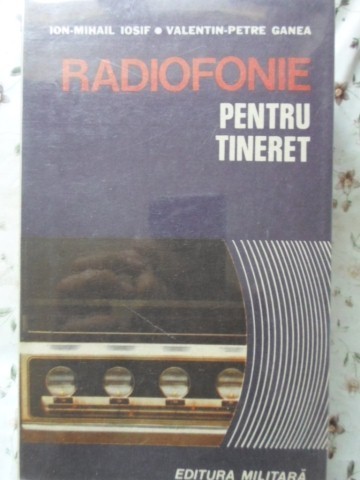 ION-MIHAIL IOSIF • VALENTIN-PETRE GANEA
RADIOFONIE
PENTRU
TINERET
EDITURA MILITARĂ